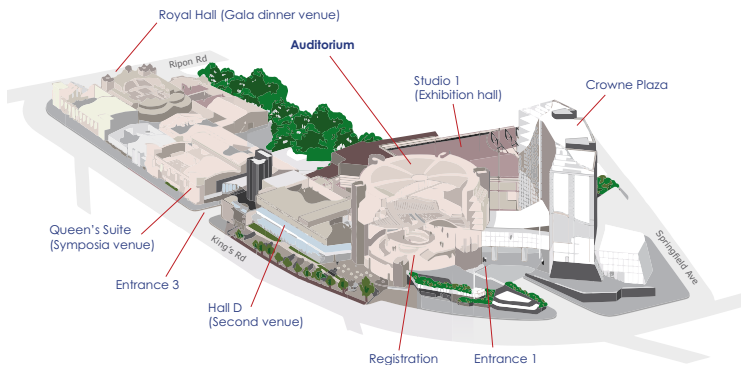 Royal Hall (Gala dinner venue)
Ripon Rd
Auditorium
Studio 1
(Exhibition hall)
Crowne Plaza
Queen's Suite
(Symposia venue)
King's Rd
Springfield Ave
Entrance 3
Hall D
(Second venue)
Registration
Entrance 1